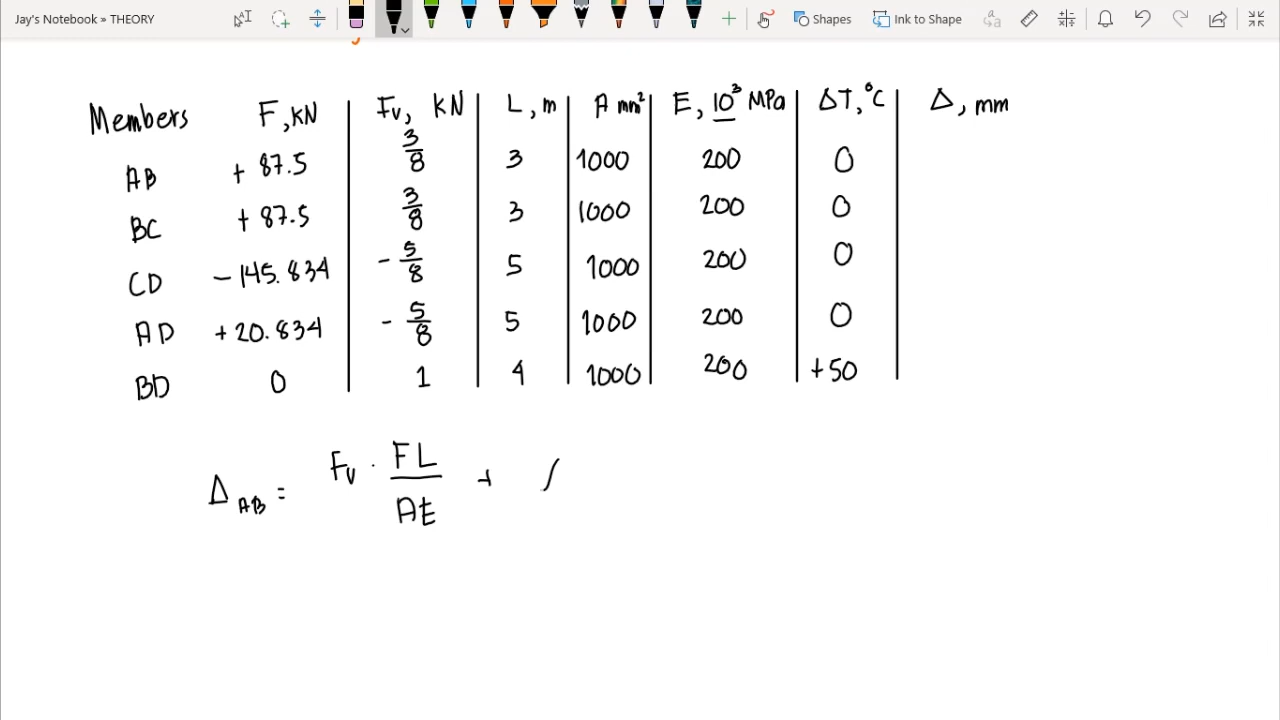 Jay's Notebook » THEORY Shapes Ink to Shape
Members F, kN Fv, kN L, m A mm² E, 10³ MPa ΔT, °C Δ, mm
AB + 87.5 3/8 3 1000 200 0
BC + 87.5 3/8 3 1000 200 0
CD - 145.834 - 5/8 5 1000 200 0
AD + 20.834 - 5/8 5 1000 200 0
BD 0 1 4 1000 200 +50
Δ AB = Fv · FL/AE +